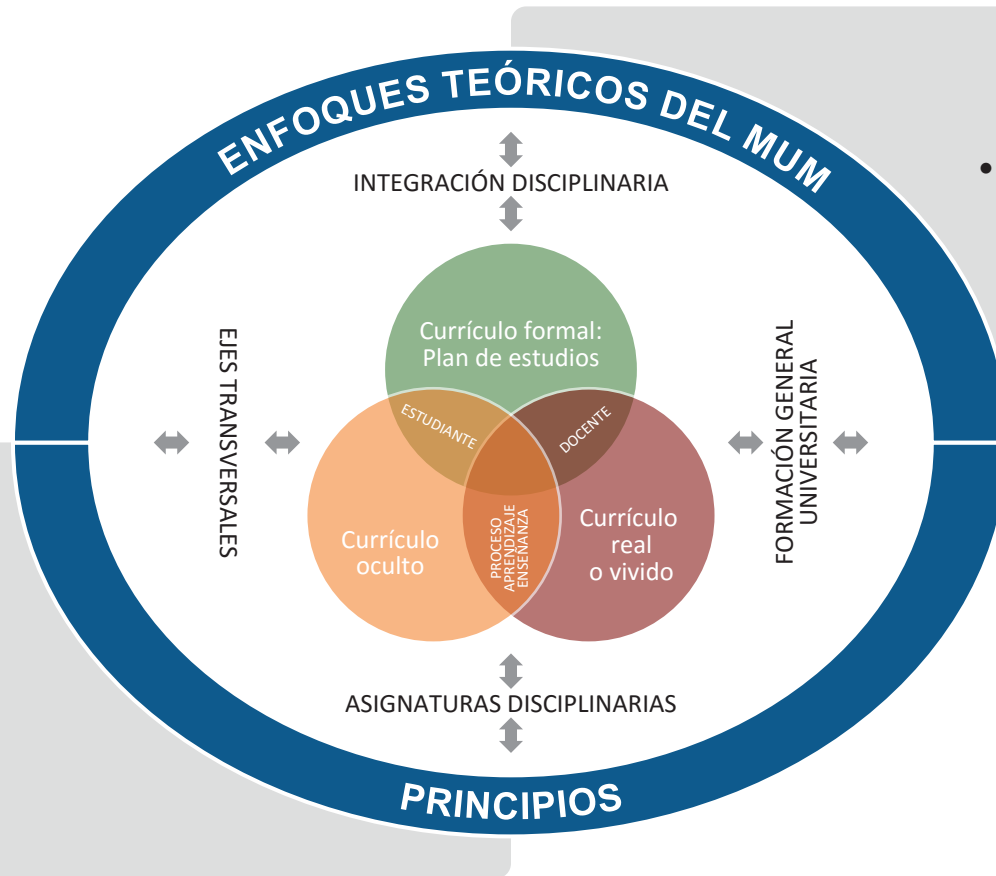 ENFOQUES TEÓRICOS DEL MUM
•
INTEGRACIÓN DISCIPLINARIA
Currículo formal:
Plan de estudios
EJES TRANSVERSALES
FORMACIÓN GENERAL
UNIVERSITARIA
ESTUDIANTE
DOCENTE
Currículo
oculto
PROCESO
APRENDIZAJE
ENSEÑANZA
Currículo
real
o vivido
ASIGNATURAS DISCIPLINARIAS
PRINCIPIOS